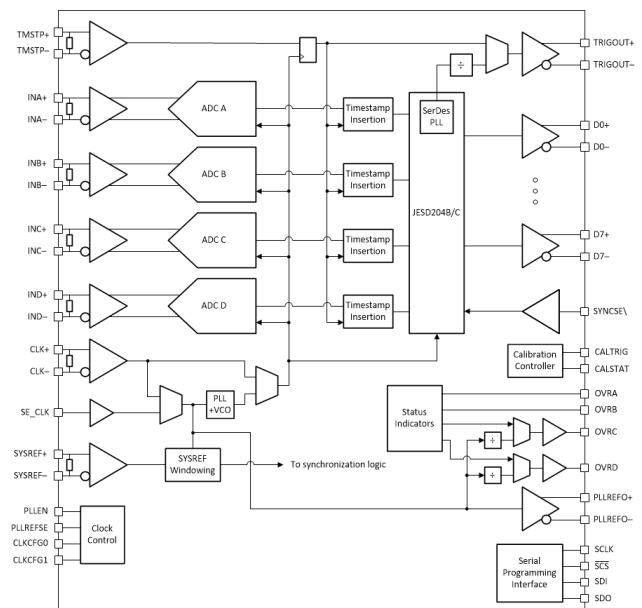 TMSTP+
TMSTP–
TRIGOUT+
TRIGOUT–
÷
INA+
INA–
ADC A
Timestamp
Insertion
SerDes
PLL
D0+
D0–
INB+
INB–
ADC B
Timestamp
Insertion
JESD204B/C
INC+
INC–
ADC C
Timestamp
Insertion
D7+
D7–
IND+
IND–
ADC D
Timestamp
Insertion
SYNCSE\
CLK+
CLK–
Calibration
Controller
CALTRIG
CALSTAT
SE_CLK
PLL
+VCO
Status
Indicators
OVRA
OVRB
OVRC
÷
OVRD
÷
SYSREF+
SYSREF–
SYSREF
Windowing
To synchronization logic
PLLREFO+
PLLREFO–
PLLEN
PLLREFSE
CLKCFG0
CLKCFG1
Clock
Control
Serial
Programming
Interface
SCLK
SCS
SDI
SDO